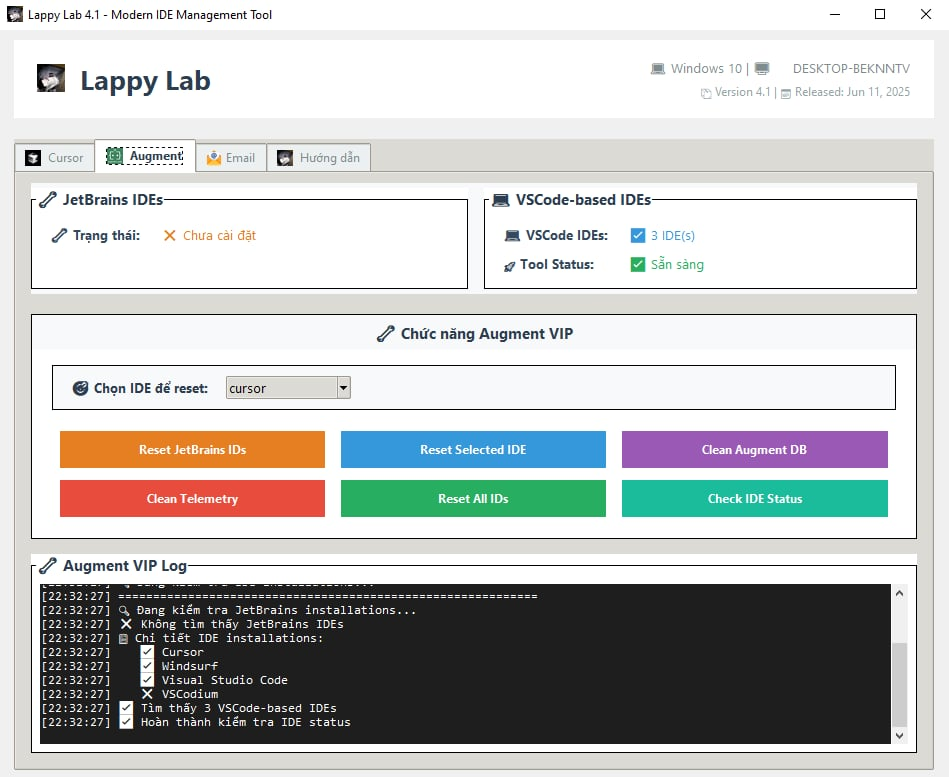 Lappy Lab 4.1 - Modern IDE Management Tool
Lappy Lab
Windows 10 | DESKTOP-BEKNNTV
Version 4.1 | Released: Jun 11, 2025
Cursor Augment Email Hướng dẫn
JetBrains IDEs
Trạng thái: Chưa cài đặt
VSCode-based IDEs
VSCode IDEs: 3 IDE(s)
Tool Status: Sẵn sàng
Chức năng Augment VIP
Chọn IDE để reset: cursor
Reset JetBrains IDs Reset Selected IDE Clean Augment DB
Clean Telemetry Reset All IDs Check IDE Status
Augment VIP Log
[22:32:27] ============================================================
[22:32:27] Đang kiểm tra JetBrains installations...
[22:32:27] Không tìm thấy JetBrains IDEs
[22:32:27] Chi tiết IDE installations:
[22:32:27] Cursor
[22:32:27] Windsurf
[22:32:27] Visual Studio Code
[22:32:27] VSCodium
[22:32:27] Tìm thấy 3 VSCode-based IDEs
[22:32:27] Hoàn thành kiểm tra IDE status